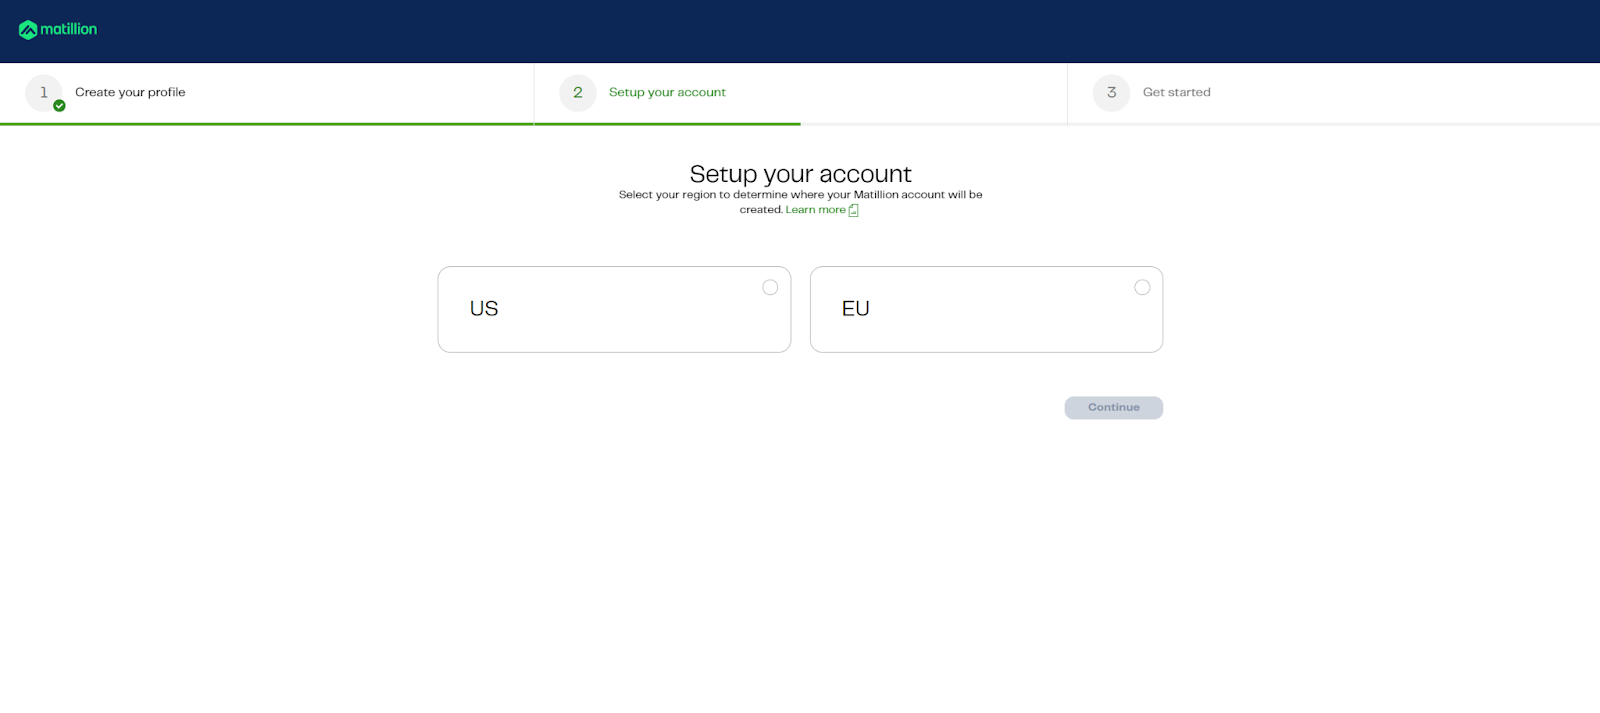 matillion
1 Create your profile
2 Setup your account
3 Get started
Setup your account
Select your region to determine where your Matillion account will be
created. Learn more
US
EU
Continue